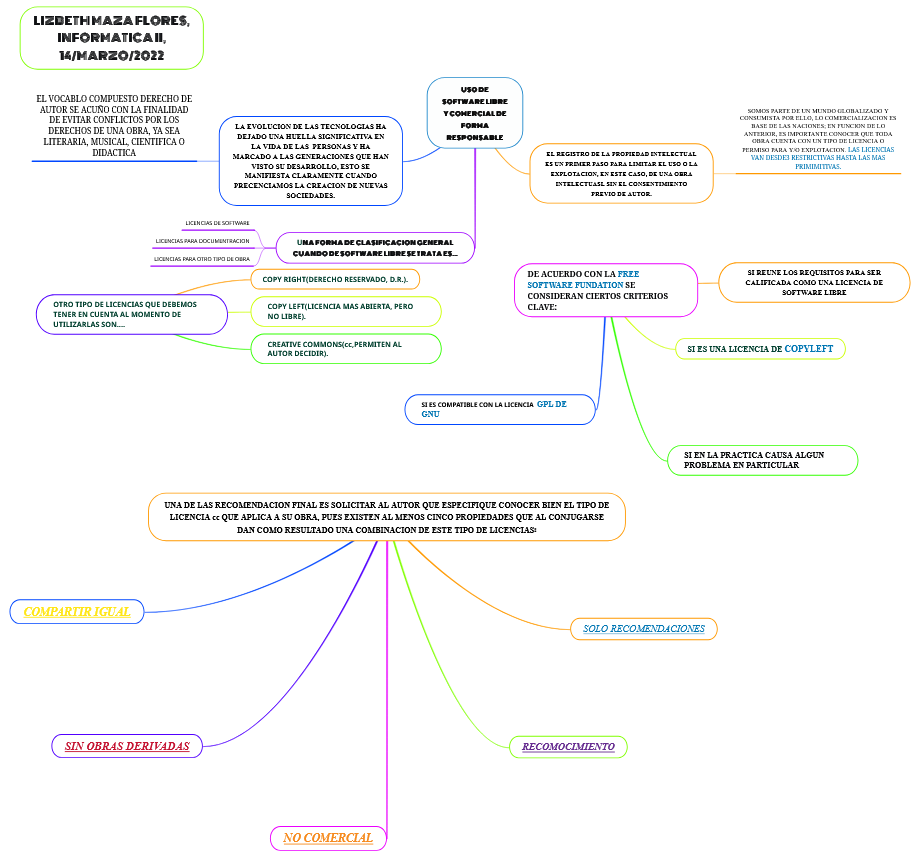 LIZDETH MAZA FLORES,
INFORMATICA II,
14/MARZO/2022
USO DE
SOFTWARE LIBRE
Y COMERCIAL DE
FORMA
RESPONSABLE
EL VOCABLO COMPUESTO DERECHO DE
AUTOR SE ACUÑO CON LA FINALIDAD
DE EVITAR CONFLICTOS POR LOS
DERECHOS DE UNA OBRA, YA SEA
LITERARIA, MUSICAL, CIENTIFICA O
DIDACTICA
LA EVOLUCION DE LAS TECNOLOGIAS HA
DEJADO UNA HUELLA SIGNIFICATIVA EN
LA VIDA DE LAS PERSONAS Y HA
MARCADO A LAS GENERACIONES QUE HAN
VISTO SU DESARROLLO, ESTO SE
MANIFIESTA CLARAMENTE CUANDO
PRECENCIAMOS LA CREACION DE NUEVAS
SOCIEDADES.
EL REGISTRO DE LA PROPIEDAD INTELECTUAL
ES UN PRIMER PASO PARA LIMITAR EL USO O LA
EXPLOTACION, EN ESTE CASO, DE UNA OBRA
INTELECTUASL SIN EL CONSENTIMIENTO
PREVIO DE AUTOR.
SOMOS PARTE DE UN MUNDO GLOBALIZADO Y
CONSUMISTA POR ELLO, LO COMERCIALIZACION ES
BASE DE LAS NACIONES; EN FUNCION DE LO
ANTERIOR, ES IMPORTANTE CONOCER QUE TODA
OBRA CUENTA CON UN TIPO DE LICENCIA O
PERMISO PARA Y/O EXPLOTACION. LAS LICENCIAS
VAN DESDE3 RESTRICTIVAS HASTA LAS MAS
PRIMIMITIVAS.
LICENCIAS DE SOFTWARE
LICENCIAS PARA DOCUMENTRACION
LICENCIAS PARA OTRO TIPO DE OBRA
UNA FORMA DE CLASIFICACION GENERAL
CUANDO DE SOFTWARE LIBRE SE TRATA ES...
OTRO TIPO DE LICENCIAS QUE DEBEMOS
TENER EN CUENTA AL MOMENTO DE
UTILIZARLAS SON....
COPY RIGHT(DERECHO RESERVADO, D.R.).
COPY LEFT(LICENCIA MAS ABIERTA, PERO
NO LIBRE).
CREATIVE COMMONS(cc,PERMITEN AL
AUTOR DECIDIR).
DE ACUERDO CON LA FREE
SOFTWARE FUNDATION SE
CONSIDERAN CIERTOS CRITERIOS
CLAVE:
SI REUNE LOS REQUISITOS PARA SER
CALIFICADA COMO UNA LICENCIA DE
SOFTWARE LIBRE
SI ES UNA LICENCIA DE COPYLEFT
SI ES COMPATIBLE CON LA LICENCIA GPL DE
GNU
SI EN LA PRACTICA CAUSA ALGUN
PROBLEMA EN PARTICULAR
UNA DE LAS RECOMENDACION FINAL ES SOLICITAR AL AUTOR QUE ESPECIFIQUE CONOCER BIEN EL TIPO DE
LICENCIA cc QUE APLICA A SU OBRA, PUES EXISTEN AL MENOS CINCO PROPIEDADES QUE AL CONJUGARSE
DAN COMO RESULTADO UNA COMBINACION DE ESTE TIPO DE LICENCIAS:
COMPARTIR IGUAL
SOLO RECOMENDACIONES
SIN OBRAS DERIVADAS
RECOMOCIMIENTO
NO COMERCIAL